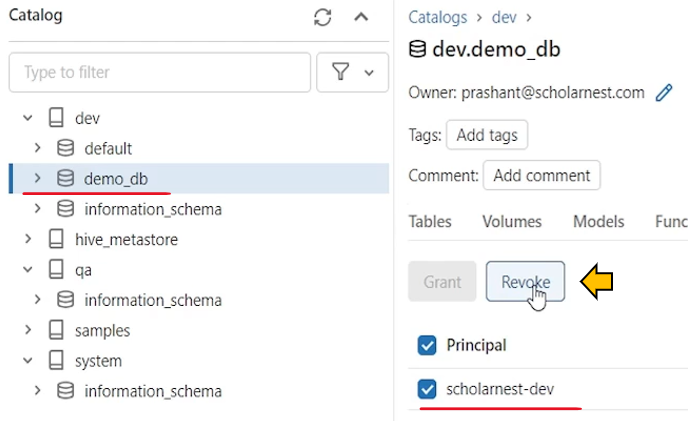 Catalog
Type to filter
dev
default
demo_db
information_schema
hive_metastore
qa
information_schema
samples
system
information_schema
Catalogs > dev >
dev.demo_db
Owner: prashant@scholarnest.com
Tags: Add tags
Comment: Add comment
Tables Volumes Models Func
Grant Revoke
Principal
scholarnest-dev